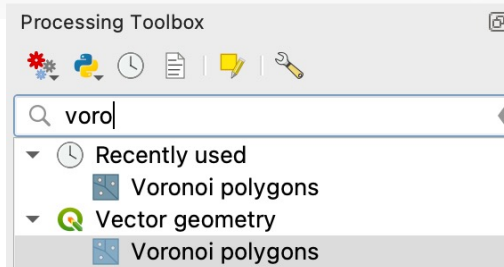 Processing Toolbox
voro
Recently used
Voronoi polygons
Vector geometry
Voronoi polygons